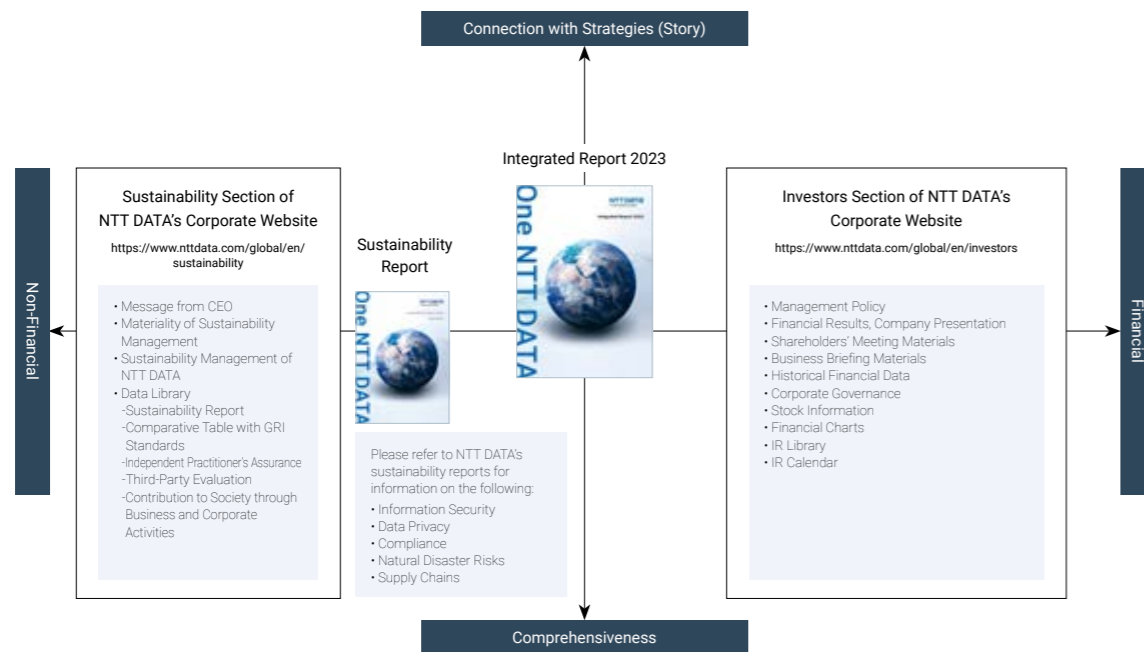 Connection with Strategies (Story)
Integrated Report 2023
One NTT DATA
NTT DATA
Integrated Report 2023
Non-Financial
Sustainability Section of
NTT DATA's Corporate Website
https://www.nttdata.com/global/en/
sustainability
• Message from CEO
• Materiality of Sustainability
Management
• Sustainability Management of
NTT DATA
• Data Library
-Sustainability Report
-Comparative Table with GRI
Standards
-Independent Practitioner's Assurance
-Third-Party Evaluation
-Contribution to Society through
Business and Corporate
Activities
Sustainability
Report
One NTT DATA
Please refer to NTT DATA's
sustainability reports for
information on the following:
• Information Security
• Data Privacy
• Compliance
• Natural Disaster Risks
• Supply Chains
Investors Section of NTT DATA's
Corporate Website
https://www.nttdata.com/global/en/investors
• Management Policy
• Financial Results, Company Presentation
• Shareholders' Meeting Materials
• Business Briefing Materials
• Historical Financial Data
• Corporate Governance
• Stock Information
• Financial Charts
• IR Library
• IR Calendar
Financial
Comprehensiveness